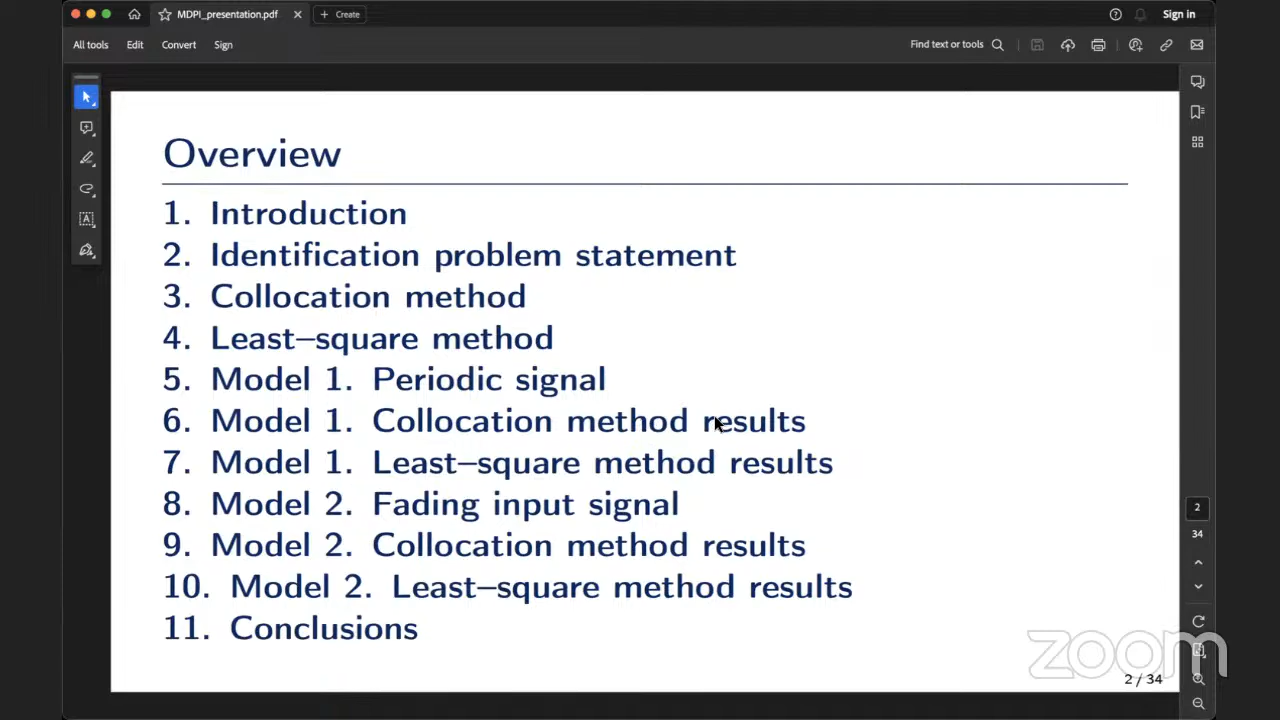 MDPI_presentation.pdf
Create
Sign in
All tools
Edit
Convert
Sign
Find text or tools
Overview
1. Introduction
2. Identification problem statement
3. Collocation method
4. Least–square method
5. Model 1. Periodic signal
6. Model 1. Collocation method results
7. Model 1. Least–square method results
8. Model 2. Fading input signal
9. Model 2. Collocation method results
10. Model 2. Least–square method results
11. Conclusions
2
34
zoom
2 / 34